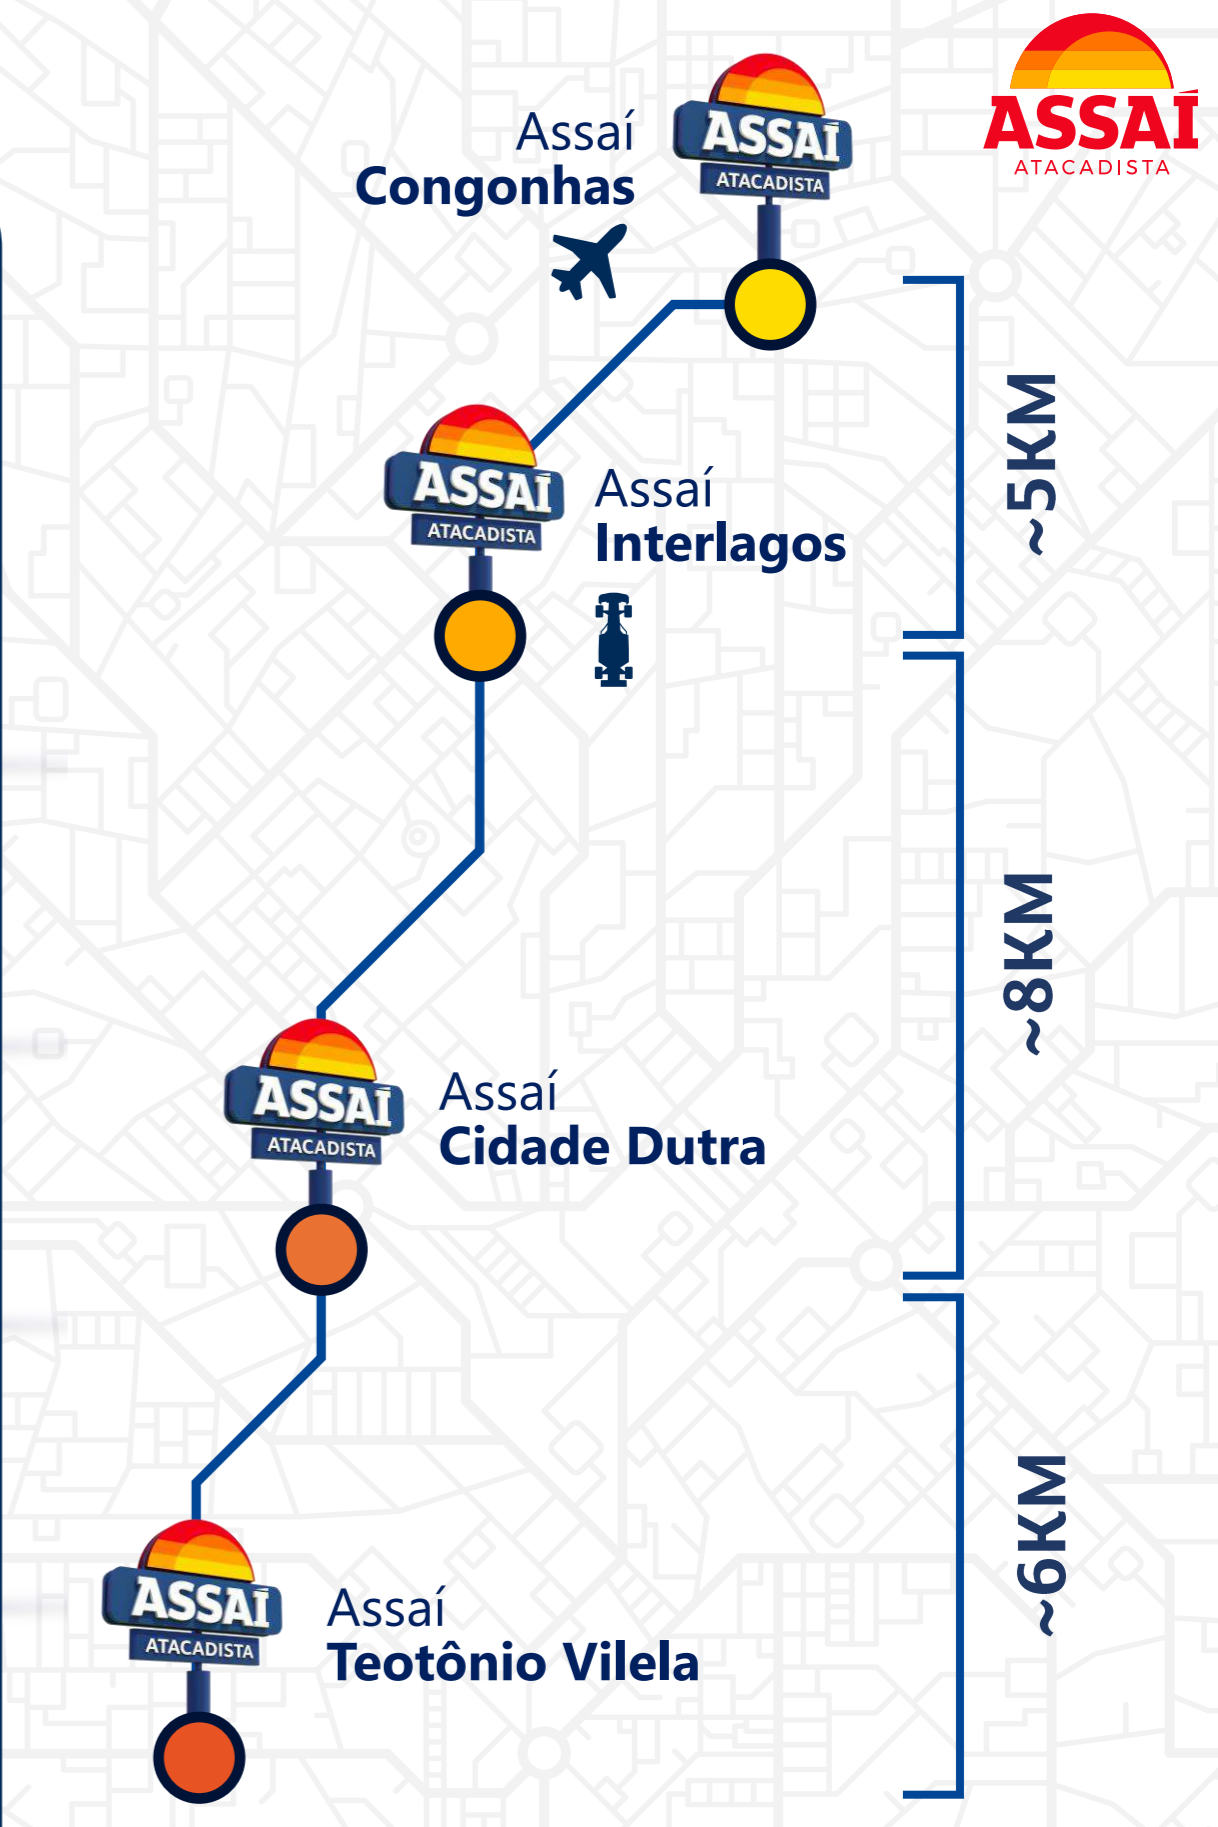 ASSAÍ
ATACADISTA
Assaí
Congonhas
ASSAÍ
ATACADISTA
~5KM
Assaí
Interlagos
ASSAÍ
ATACADISTA
~8KM
Assaí
Cidade Dutra
ASSAÍ
ATACADISTA
~6KM
Assaí
Teotônio Vilela
ASSAÍ
ATACADISTA